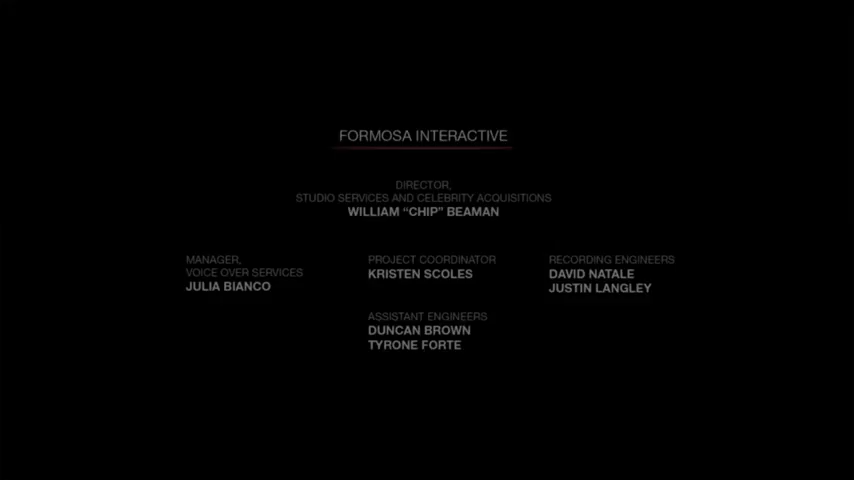 FORMOSA INTERACTIVE
DIRECTOR,
STUDIO SERVICES AND CELEBRITY ACQUISITIONS
WILLIAM “CHIP” BEAMAN
MANAGER,
VOICE OVER SERVICES
JULIA BIANCO
PROJECT COORDINATOR
KRISTEN SCOLES
RECORDING ENGINEERS
DAVID NATALE
JUSTIN LANGLEY
ASSISTANT ENGINEERS
DUNCAN BROWN
TYRONE FORTE